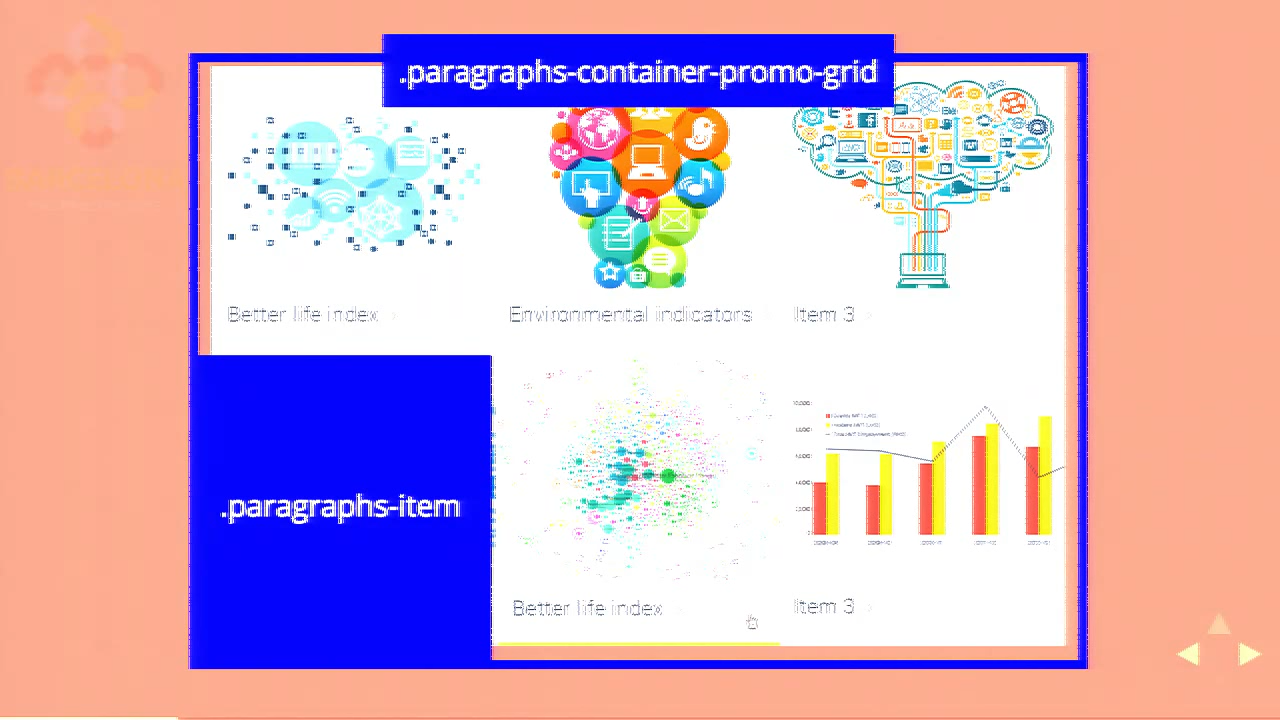 .paragraphs-container-promo-grid
Better life index
Environmental indicators
Item 3
.paragraphs-item
Better life index
Item 3